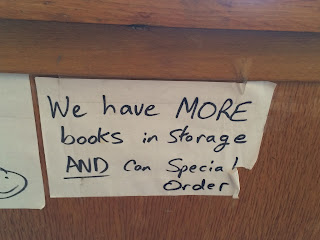 We have MORE
books in Storage
AND Can Special
Order